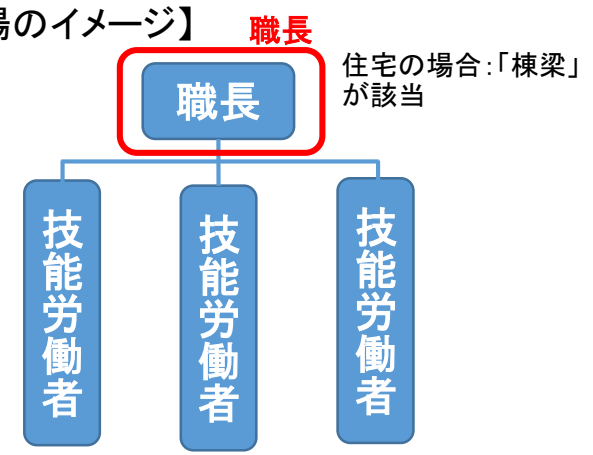 場のイメージ】
職長
住宅の場合：「棟梁」
が該当
職長
技能労働者
技能労働者
技能労働者